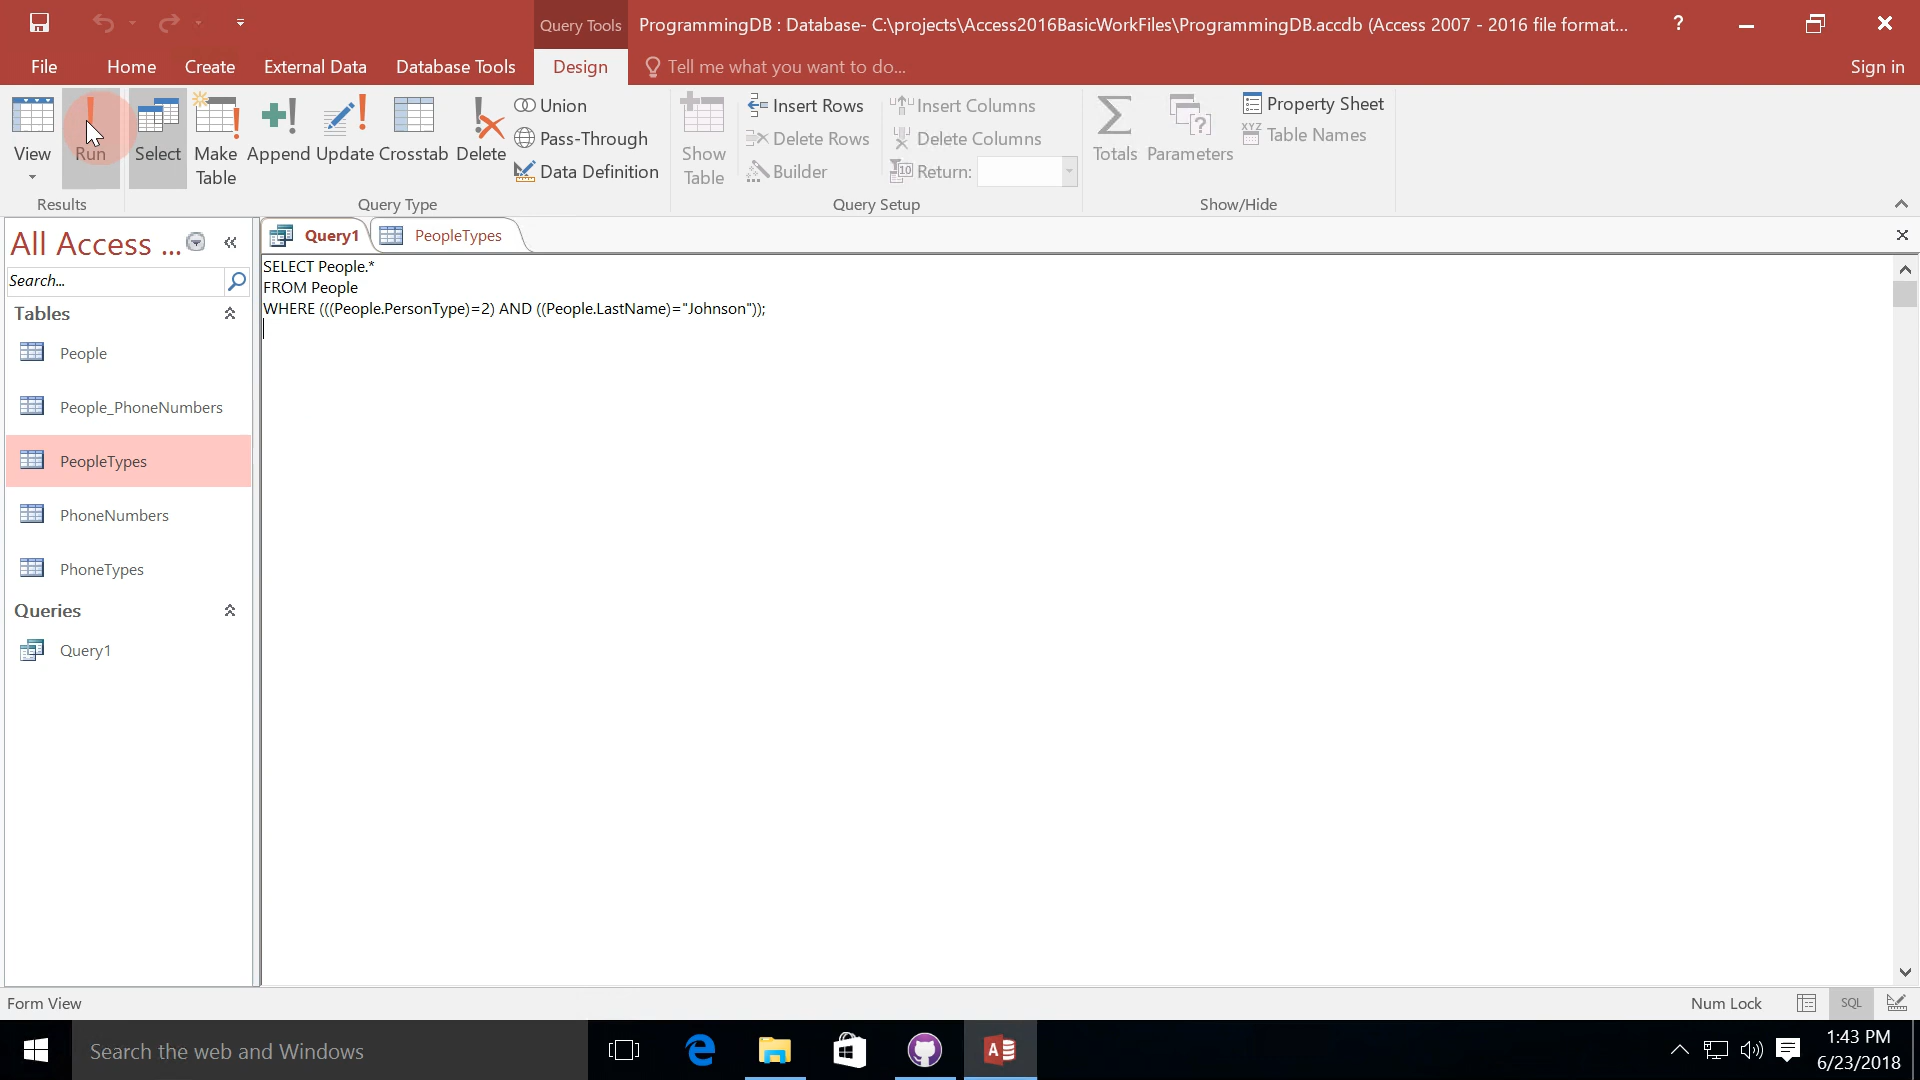 Query Tools
ProgrammingDB : Database- C:\projects\Access2016BasicWorkFiles\ProgrammingDB.accdb (Access 2007 - 2016 file format...
?
File Home Create External Data Database Tools Design Tell me what you want to do... Sign in
View
Run
Results
Select
Make Table
Append
Update
Crosstab
Delete
Union
Pass-Through
Data Definition
Query Type
Show Table
Insert Rows
Delete Rows
Builder
Insert Columns
Delete Columns
Return:
Query Setup
Totals
Parameters
Property Sheet
Table Names
Show/Hide
All Access ...
Search...
Tables
People
People_PhoneNumbers
PeopleTypes
PhoneNumbers
PhoneTypes
Queries
Query1
Query1 PeopleTypes
SELECT People.*
FROM People
WHERE (((People.PersonType)=2) AND ((People.LastName)="Johnson"));
Form View
Num Lock
SQL
Search the web and Windows
1:43 PM
6/23/2018